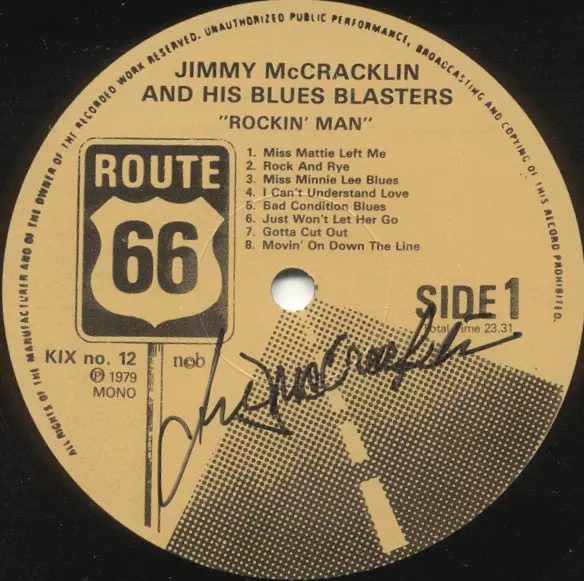 ALL RIGHTS OF THE MANUFACTURER AND OF THE OWNER OF THE RECORDED WORK RESERVED. UNAUTHORIZED PUBLIC PERFORMANCE, BROADCASTING AND COPYING OF THIS RECORD PROHIBITED.
JIMMY McCRACKLIN
AND HIS BLUES BLASTERS
"ROCKIN' MAN"
1. Miss Mattie Left Me
2. Rock And Rye
3. Miss Minnie Lee Blues
4. I Can't Understand Love
5. Bad Condition Blues
6. Just Won't Let Her Go
7. Gotta Cut Out
8. Movin' On Down The Line
ROUTE
66
SIDE 1
Total Time 23.31
KIX no. 12
ncb
℗ 1979
MONO
Jimmy McCracklin